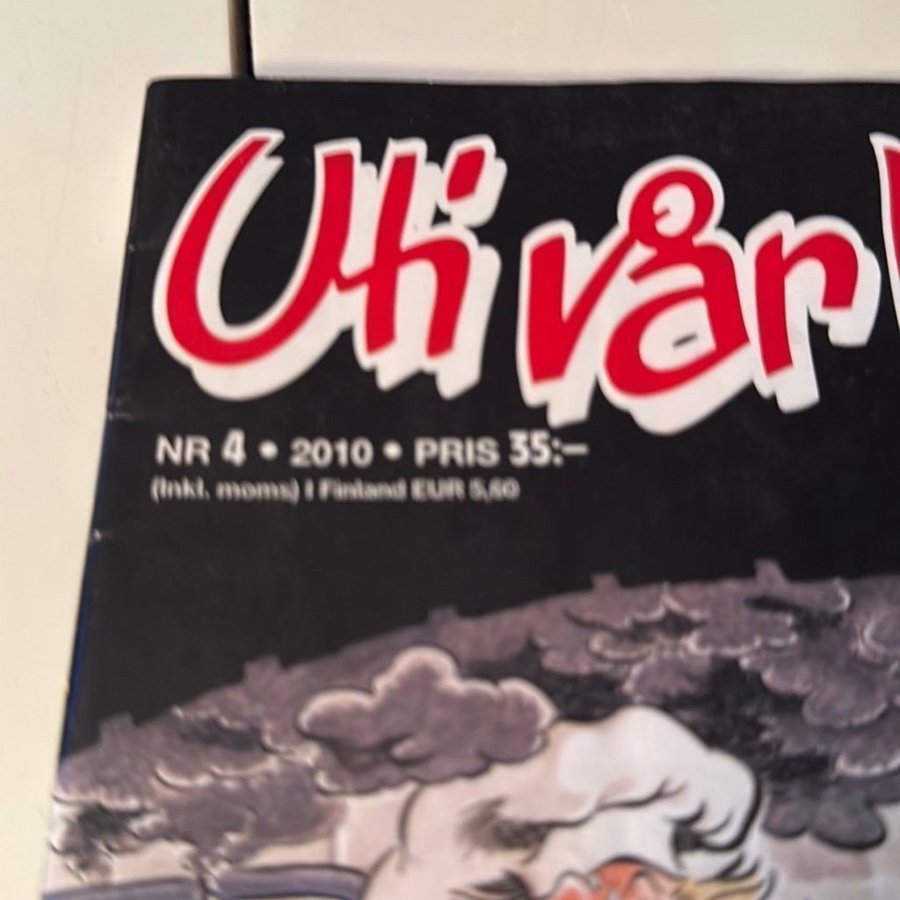 Uti vår
NR 4 • 2010 • PRIS 35:–
(Inkl. moms) I Finland EUR 5,60